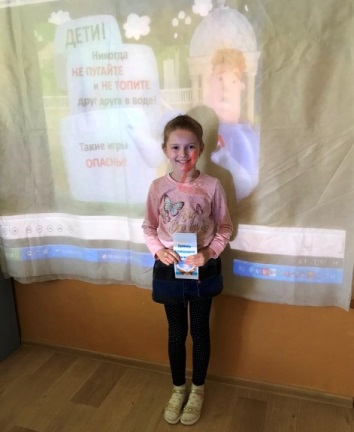 ДЕТИ!
Никогда
НЕ ПУГАЙТЕ
и НЕ ТОПИТЕ
друг друга в воде!
Такие игры
ОПАСНЫ